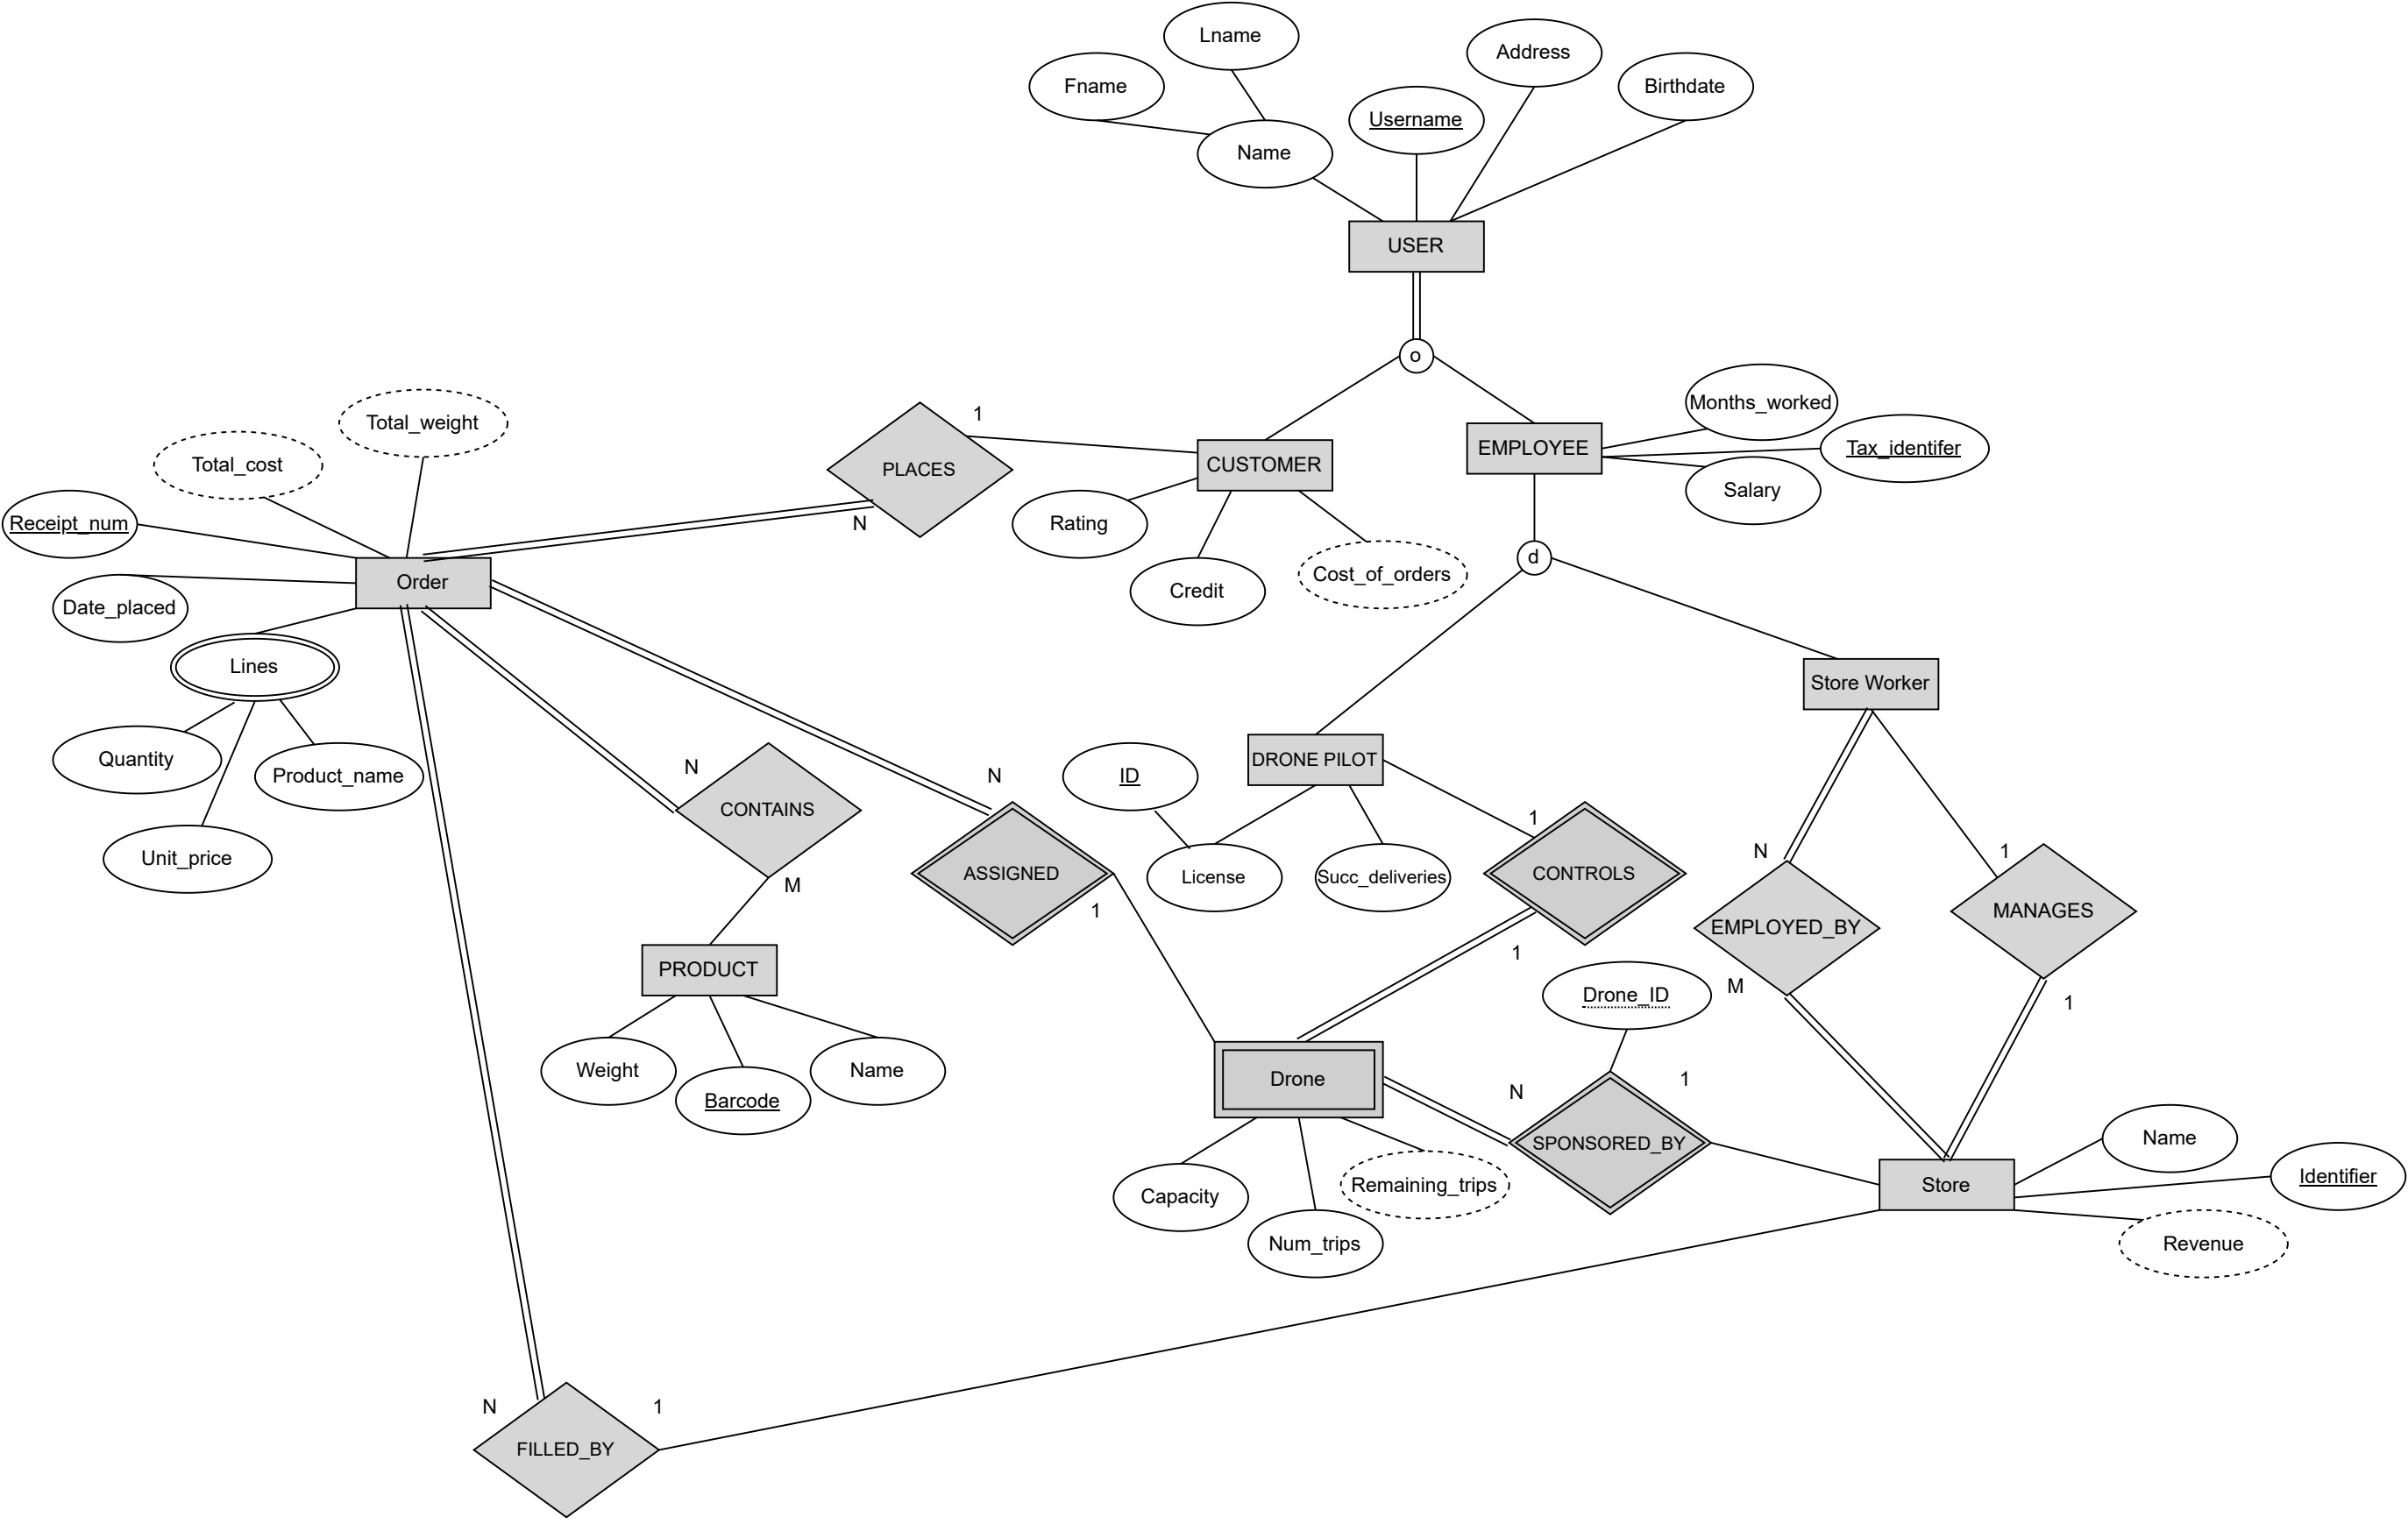 Lname
Address
Fname
Birthdate
Username
Name
USER
o
Months_worked
1
Total_weight
EMPLOYEE
Tax_identifer
Total_cost
PLACES
CUSTOMER
Salary
Receipt_num
N
Rating
d
Cost_of_orders
Order
Credit
Date_placed
Lines
Store Worker
Quantity
Product_name
N
N
ID
DRONE PILOT
CONTAINS
1
Unit_price
M
ASSIGNED
License
Succ_deliveries
CONTROLS
N
1
1
EMPLOYED_BY
MANAGES
1
PRODUCT
Drone_ID
M
1
Weight
Barcode
Name
Drone
N
1
SPONSORED_BY
Name
Capacity
Remaining_trips
Store
Identifier
Num_trips
Revenue
N
1
FILLED_BY